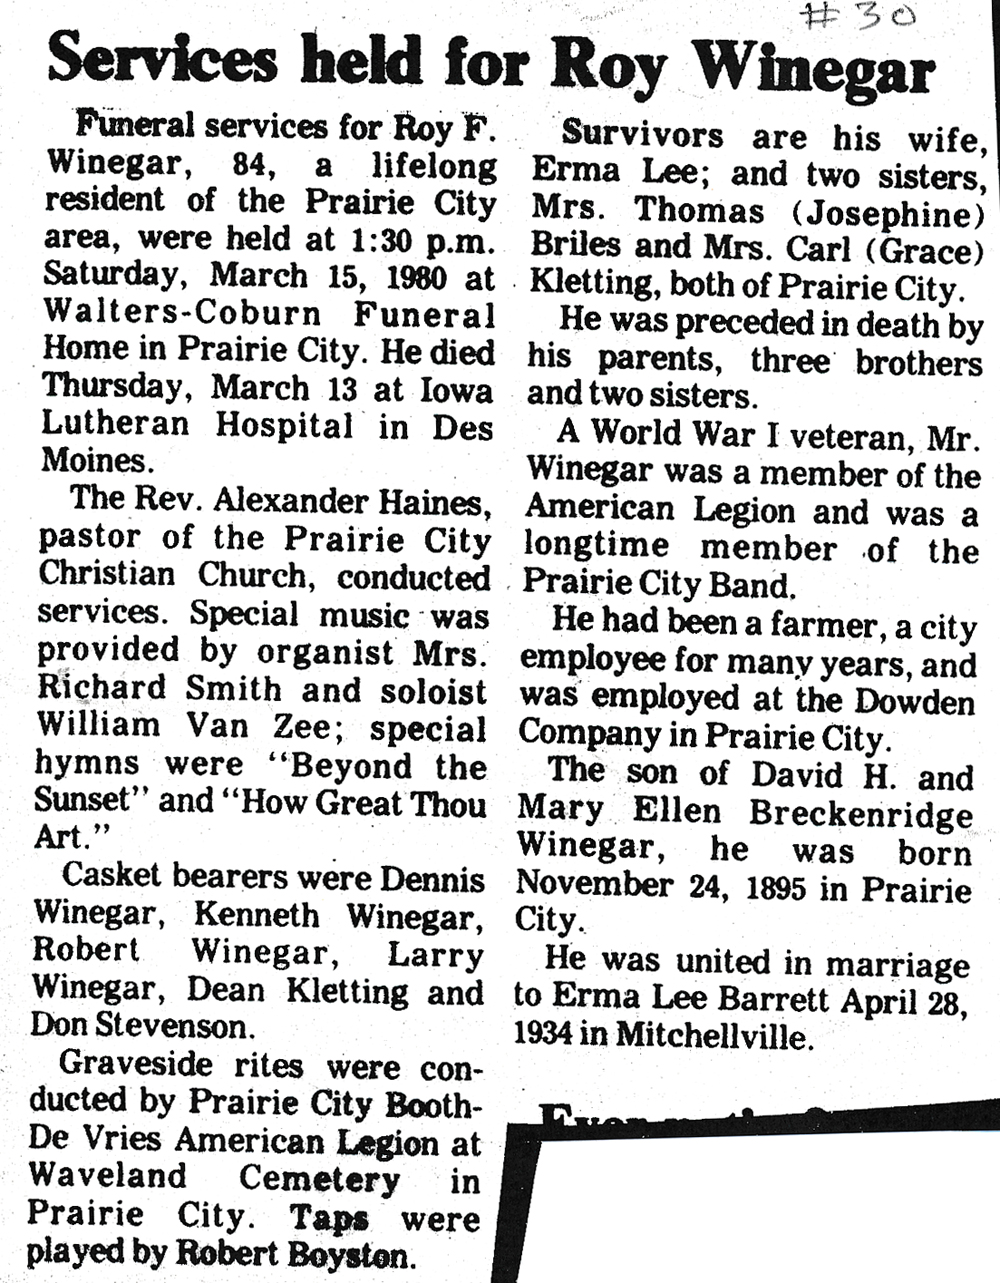 #30
Services held for Roy Winegar
Funeral services for Roy F.
Winegar, 84, a lifelong
resident of the Prairie City
area, were held at 1:30 p.m.
Saturday, March 15, 1980 at
Walters-Coburn Funeral
Home in Prairie City. He died
Thursday, March 13 at Iowa
Lutheran Hospital in Des
Moines.
The Rev. Alexander Haines,
pastor of the Prairie City
Christian Church, conducted
services. Special music was
provided by organist Mrs.
Richard Smith and soloist
William Van Zee; special
hymns were "Beyond the
Sunset" and "How Great Thou
Art."
Casket bearers were Dennis
Winegar, Kenneth Winegar,
Robert Winegar, Larry
Winegar, Dean Kletting and
Don Stevenson.
Graveside rites were con-
ducted by Prairie City Booth-
De Vries American Legion at
Waveland Cemetery in
Prairie City. Taps were
played by Robert Boyston.
Survivors are his wife,
Erma Lee; and two sisters,
Mrs. Thomas (Josephine)
Briles and Mrs. Carl (Grace)
Kletting, both of Prairie City.
He was preceded in death by
his parents, three brothers
and two sisters.
A World War I veteran, Mr.
Winegar was a member of the
American Legion and was a
longtime member of the
Prairie City Band.
He had been a farmer, a city
employee for many years, and
was employed at the Dowden
Company in Prairie City.
The son of David H. and
Mary Ellen Breckenridge
Winegar, he was born
November 24, 1895 in Prairie
City.
He was united in marriage
to Erma Lee Barrett April 28,
1934 in Mitchellville.